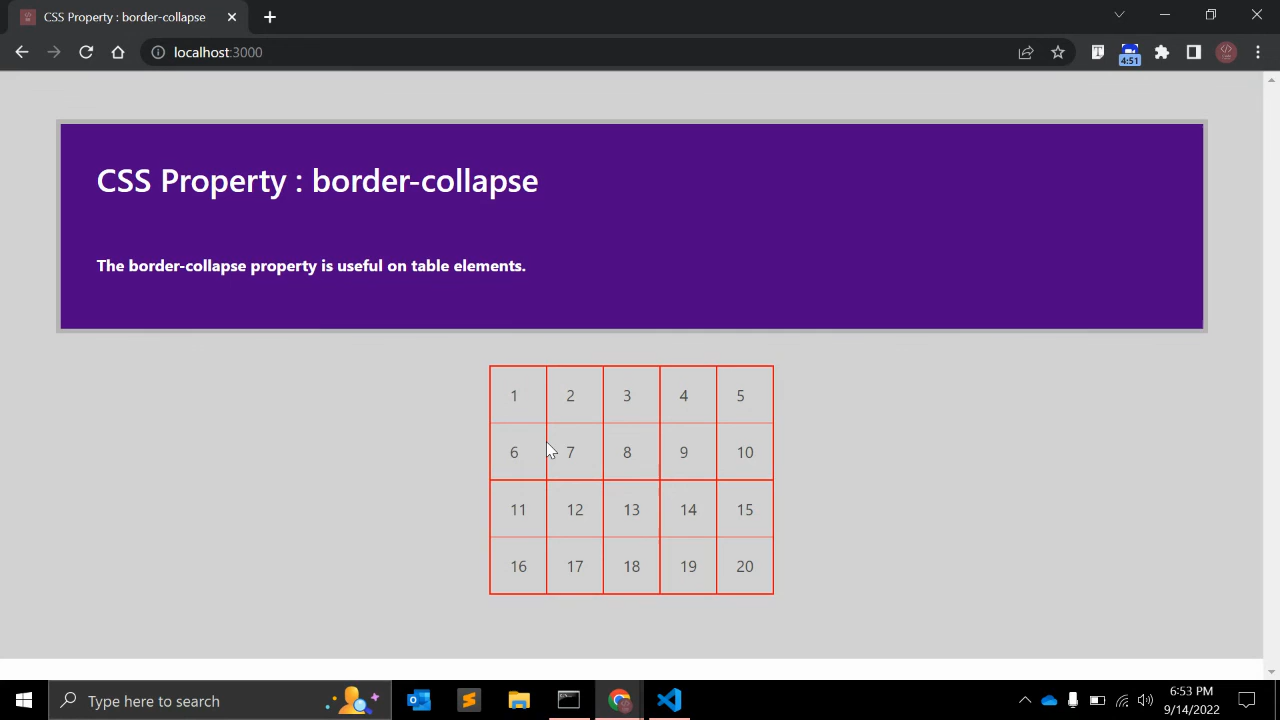 CSS Property : border-collapse
localhost:3000
4:51
CSS Property : border-collapse
The border-collapse property is useful on table elements.
1 2 3 4 5
6 7 8 9 10
11 12 13 14 15
16 17 18 19 20
Type here to search
6:53 PM
9/14/2022